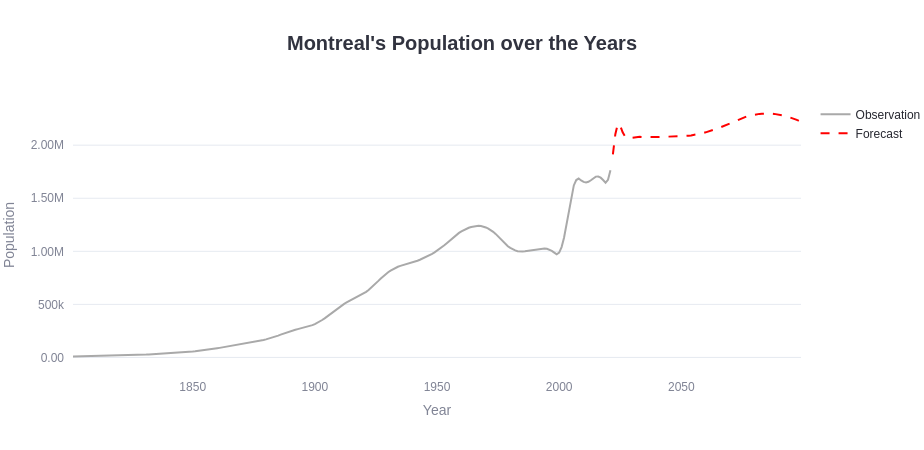 Montreal's Population over the Years
Observation
Forecast
2.00M
1.50M
1.00M
500k
0.00
Population
1850
1900
1950
2000
2050
Year